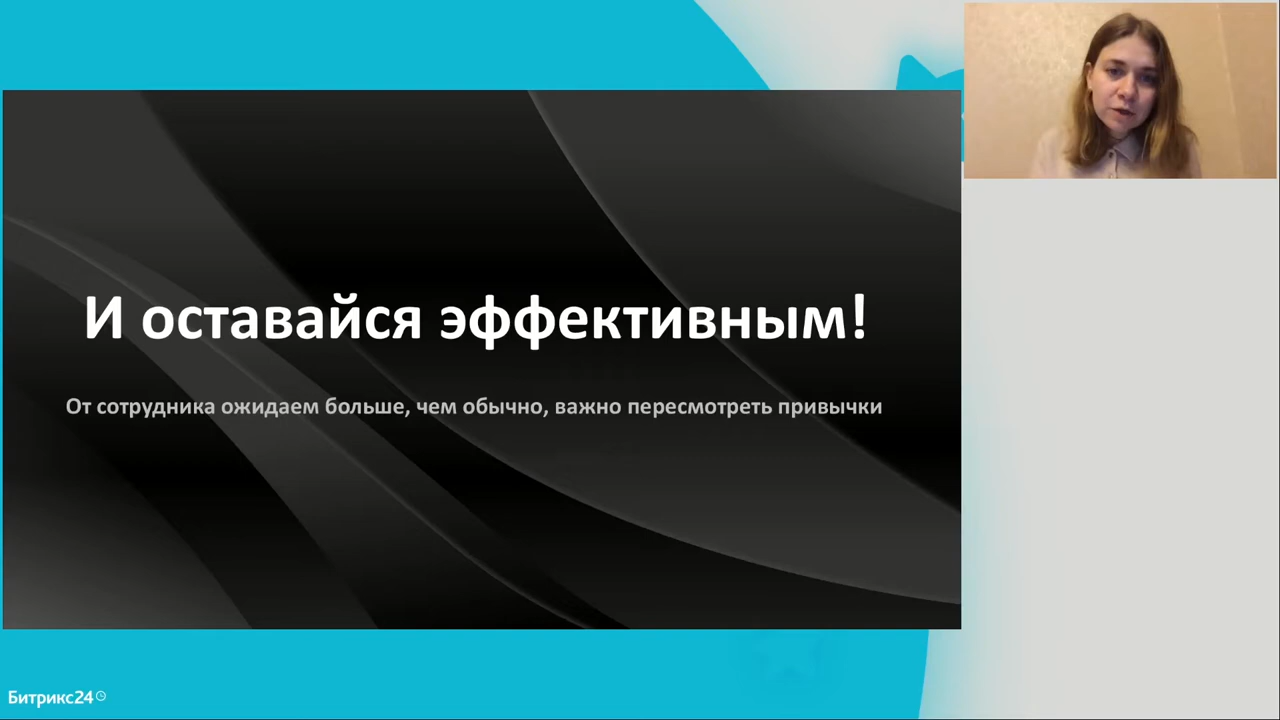 И оставайся эффективным!
От сотрудника ожидаем больше, чем обычно, важно пересмотреть привычки
Битрикс24